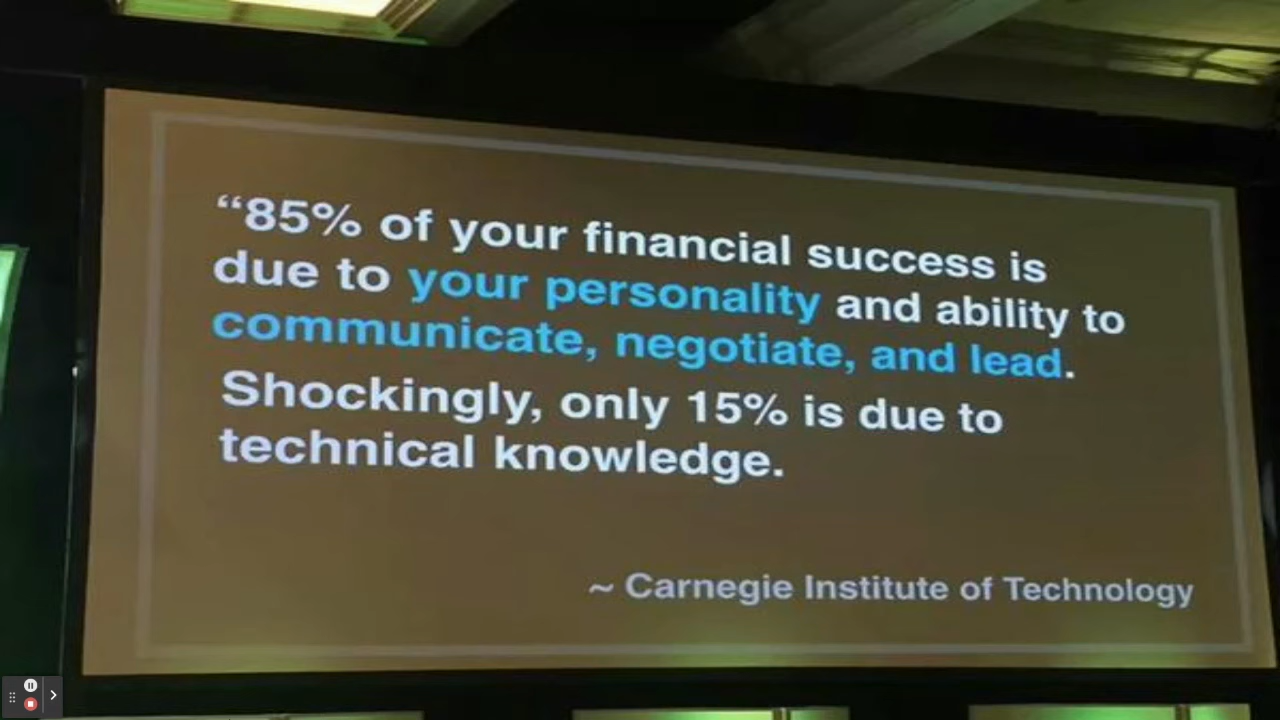 “85% of your financial success is
due to your personality and ability to
communicate, negotiate, and lead.
Shockingly, only 15% is due to
technical knowledge.
~ Carnegie Institute of Technology